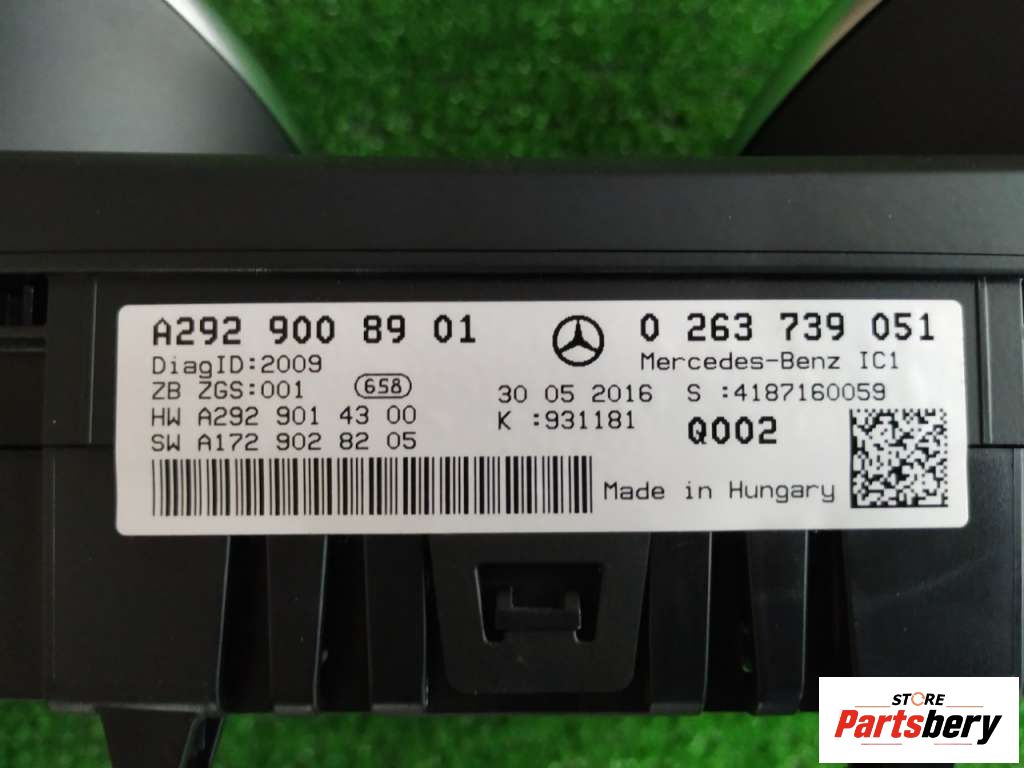 A292 900 89 01 0 263 739 051
DiagID:2009 Mercedes-Benz IC1
ZB ZGS:001 658 30 05 2016 S :4187160059
HW A292 901 43 00 K :931181 Q002
SW A172 902 82 05
Made in Hungary
STORE
Partsbery